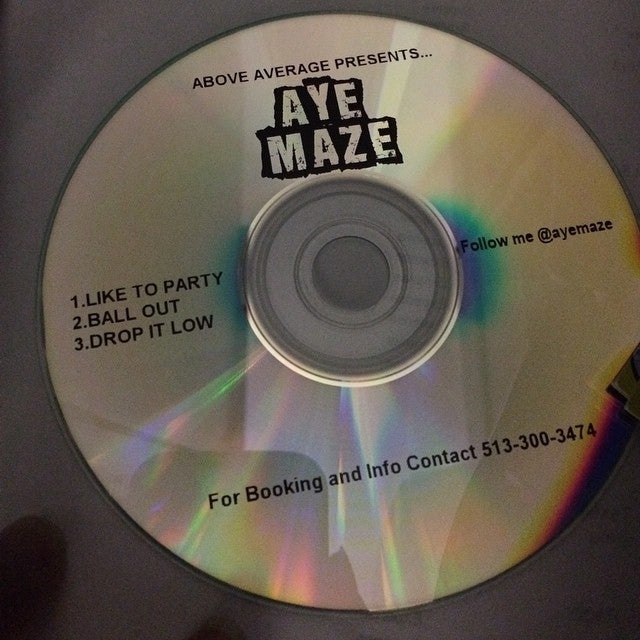 ABOVE AVERAGE PRESENTS...
AYE
MAZE
Follow me @ayemaze
1.LIKE TO PARTY
2.BALL OUT
3.DROP IT LOW
For Booking and Info Contact 513-300-3474